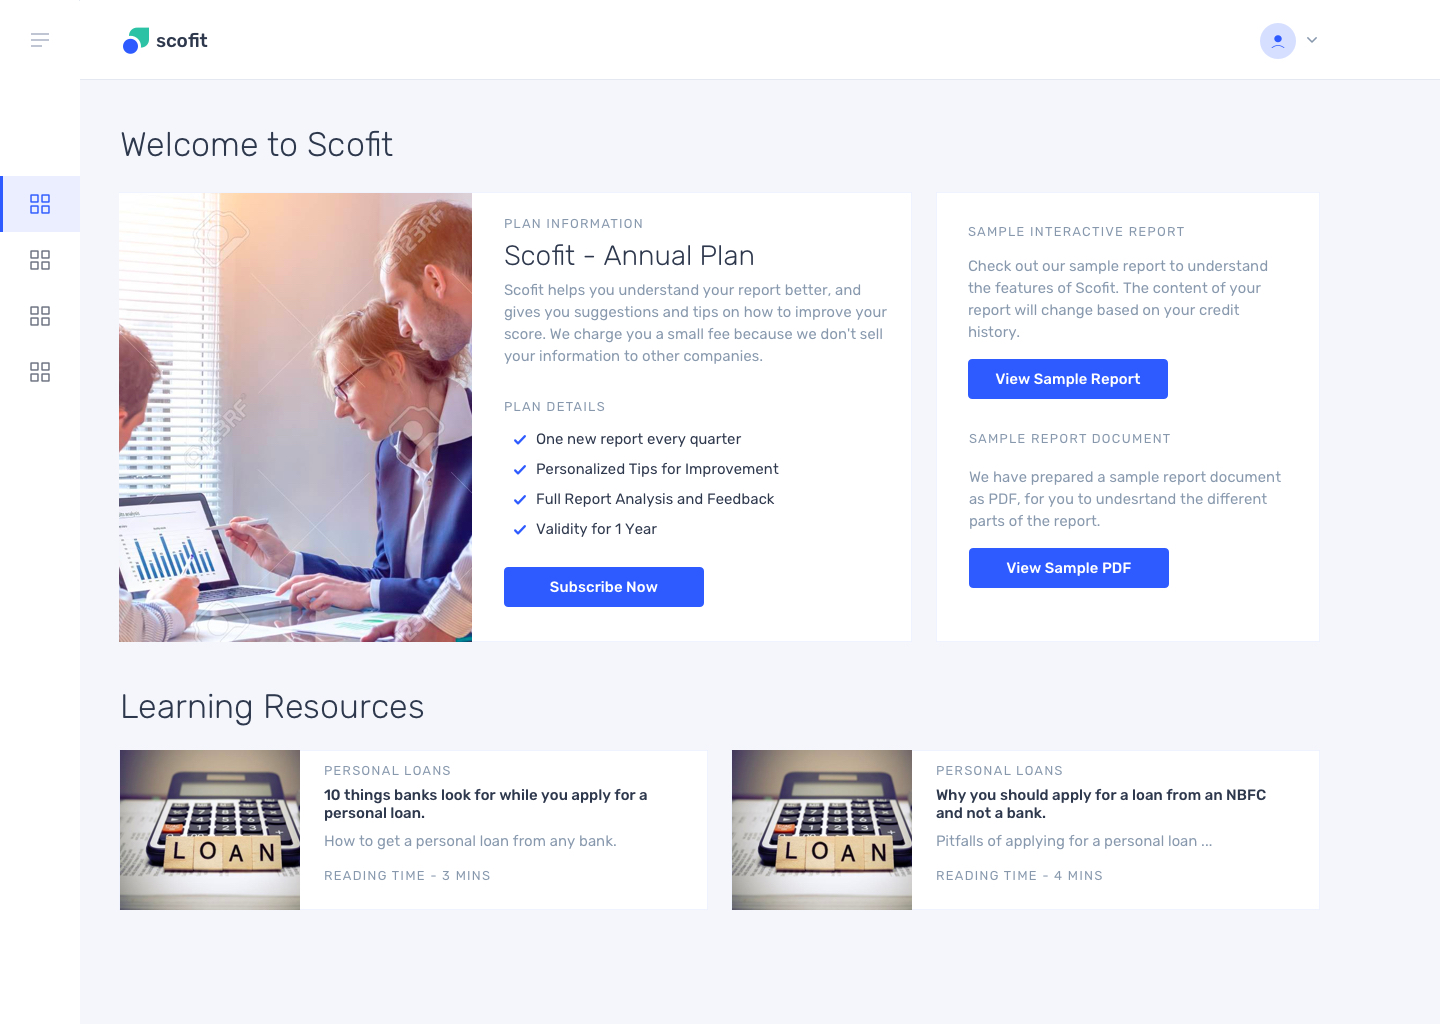 scofit
Welcome to Scofit
123RF
123RF
PLAN INFORMATION
Scofit - Annual Plan
Scofit helps you understand your report better, and
gives you suggestions and tips on how to improve your
score. We charge you a small fee because we don't sell
your information to other companies.
PLAN DETAILS
One new report every quarter
Personalized Tips for Improvement
Full Report Analysis and Feedback
Validity for 1 Year
Subscribe Now
SAMPLE INTERACTIVE REPORT
Check out our sample report to understand
the features of Scofit. The content of your
report will change based on your credit
history.
View Sample Report
SAMPLE REPORT DOCUMENT
We have prepared a sample report document
as PDF, for you to undesrtand the different
parts of the report.
View Sample PDF
Learning Resources
LOAN
PERSONAL LOANS
10 things banks look for while you apply for a
personal loan.
How to get a personal loan from any bank.
READING TIME - 3 MINS
LOAN
PERSONAL LOANS
Why you should apply for a loan from an NBFC
and not a bank.
Pitfalls of applying for a personal loan ...
READING TIME - 4 MINS